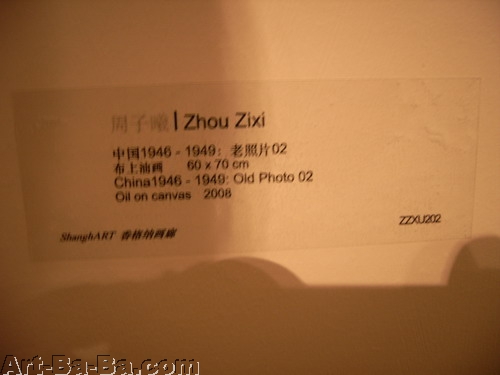 周子曦 | Zhou Zixi
中国1946 - 1949：老照片02
布上油画 60 x 70 cm
China1946 - 1949: Old Photo 02
Oil on canvas 2008
ShanghART 香格纳画廊
ZZXU202
Art-Ba-Ba.com